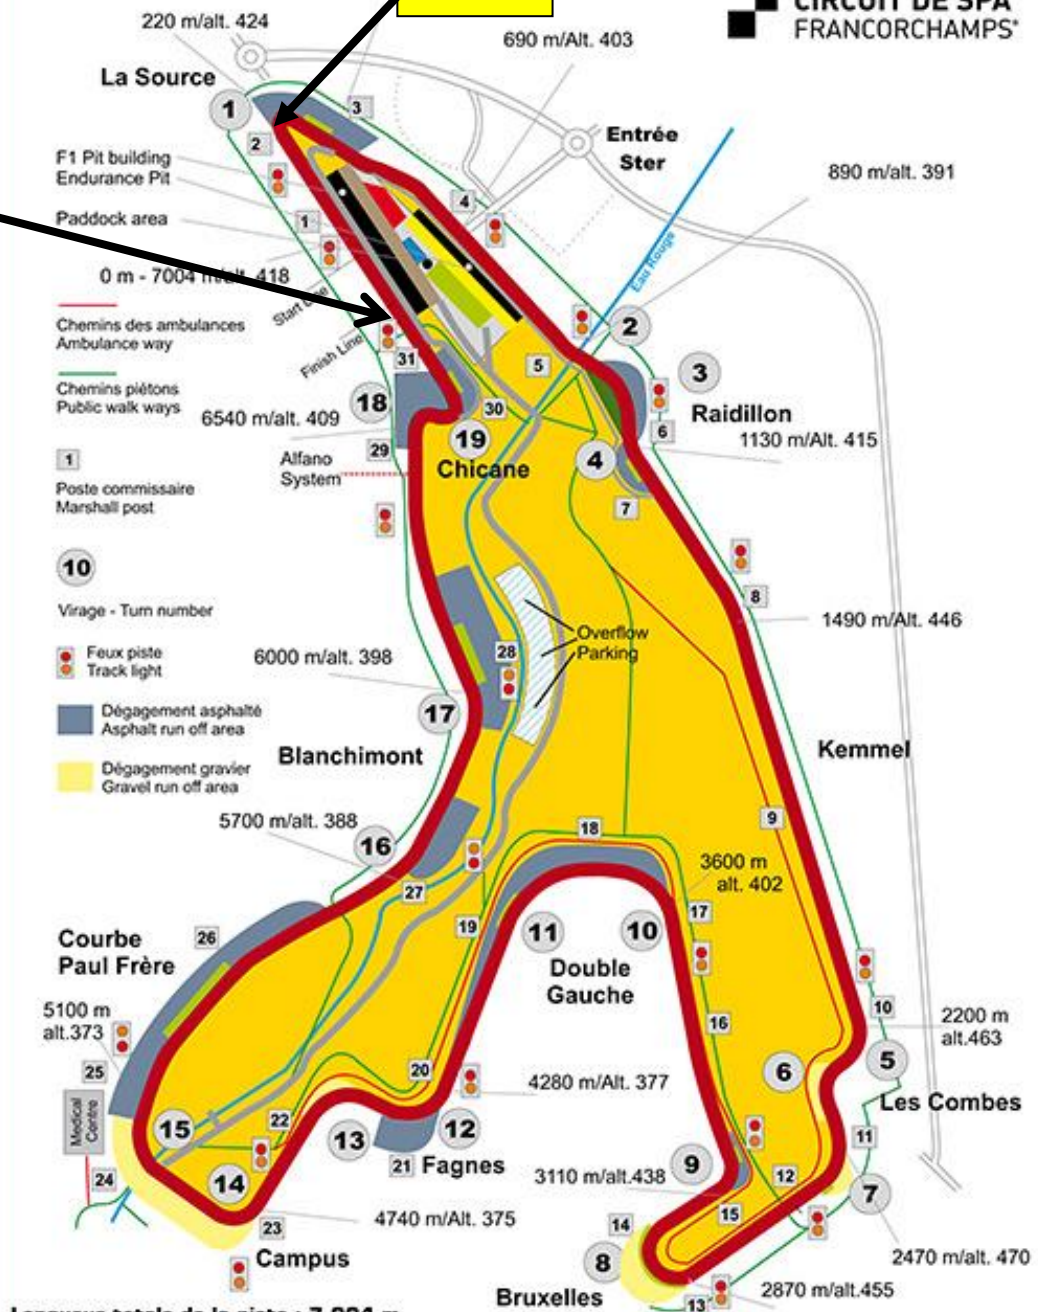 CIRCUIT DE SPA
FRANCORCHAMPS
220 m/alt. 424
690 m/Alt. 403
La Source
1
3
2
Entrée
Ster
F1 Pit building
Endurance Pit
890 m/alt. 391
4
1
Paddock area
Eau Rouge
0 m - 7004 m/alt. 418
Start Line
Finish Line
2
Chemins des ambulances
Ambulance way
31
5
3
Chemins piétons
Public walk ways
18
6540 m/alt. 409
30
Raidillon
6
29
19
Chicane
1130 m/Alt. 415
1
Alfano
System
4
Poste commissaire
Marshall post
7
10
Virage - Turn number
8
1490 m/Alt. 446
Overflow
Parking
Feux piste
Track light
28
6000 m/alt. 398
Dégagement asphalté
Asphalt run off area
17
Blanchimont
Kemmel
Dégagement gravier
Gravel run off area
5700 m/alt. 388
9
18
16
3600 m
alt. 402
27
17
19
26
Courbe
Paul Frère
11
10
Double
Gauche
5100 m
alt.373
10
2200 m
alt.463
16
5
25
20
6
4280 m/Alt. 377
Les Combes
Medical
Centre
22
15
13
12
11
21
Fagnes
9
24
14
3110 m/alt.438
12
7
15
4740 m/Alt. 375
23
14
Campus
8
2470 m/alt. 470
Bruxelles
2870 m/alt.455
13
Longueur totale de la piste : 7.004 m